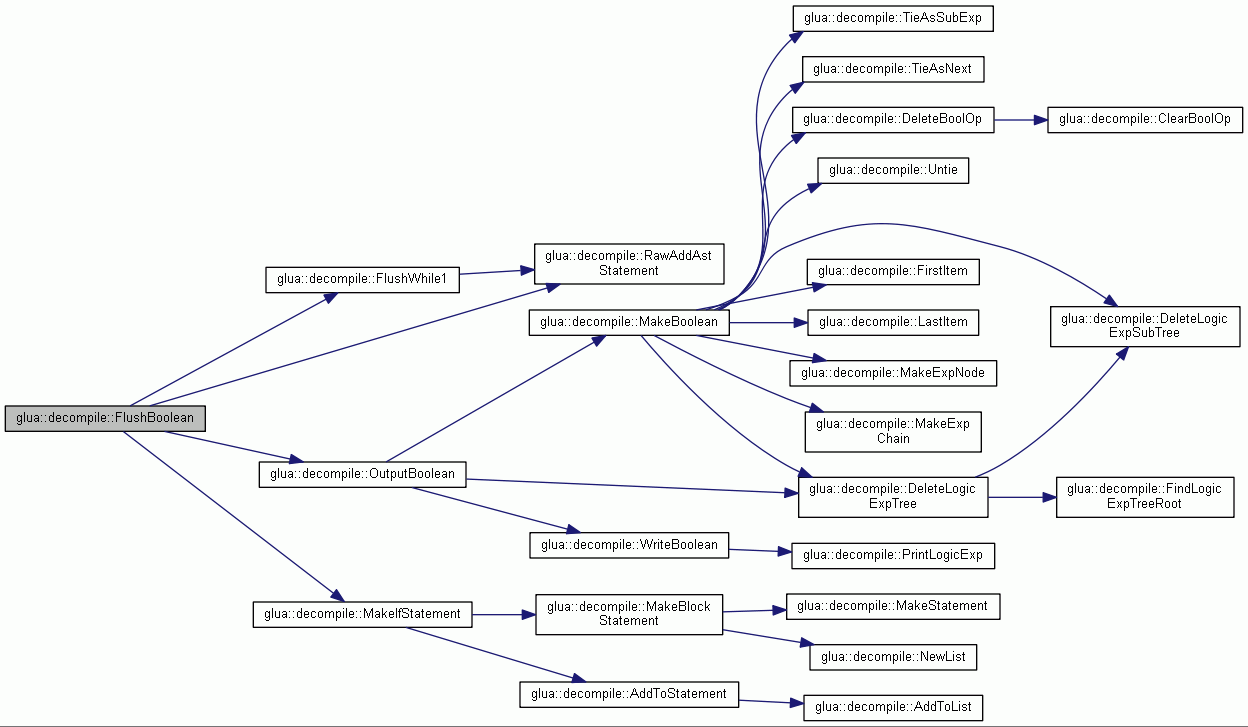 glua::decompile::TieAsSubExp
glua::decompile::TieAsNext
glua::decompile::DeleteBoolOp
glua::decompile::ClearBoolOp
glua::decompile::Untie
glua::decompile::RawAddAst
Statement
glua::decompile::FlushWhile1
glua::decompile::FirstItem
glua::decompile::MakeBoolean
glua::decompile::LastItem
glua::decompile::DeleteLogic
ExpSubTree
glua::decompile::MakeExpNode
glua::decompile::FlushBoolean
glua::decompile::MakeExp
Chain
glua::decompile::OutputBoolean
glua::decompile::DeleteLogic
ExpTree
glua::decompile::FindLogic
ExpTreeRoot
glua::decompile::WriteBoolean
glua::decompile::PrintLogicExp
glua::decompile::MakeIfStatement
glua::decompile::MakeBlock
Statement
glua::decompile::MakeStatement
glua::decompile::NewList
glua::decompile::AddToStatement
glua::decompile::AddToList